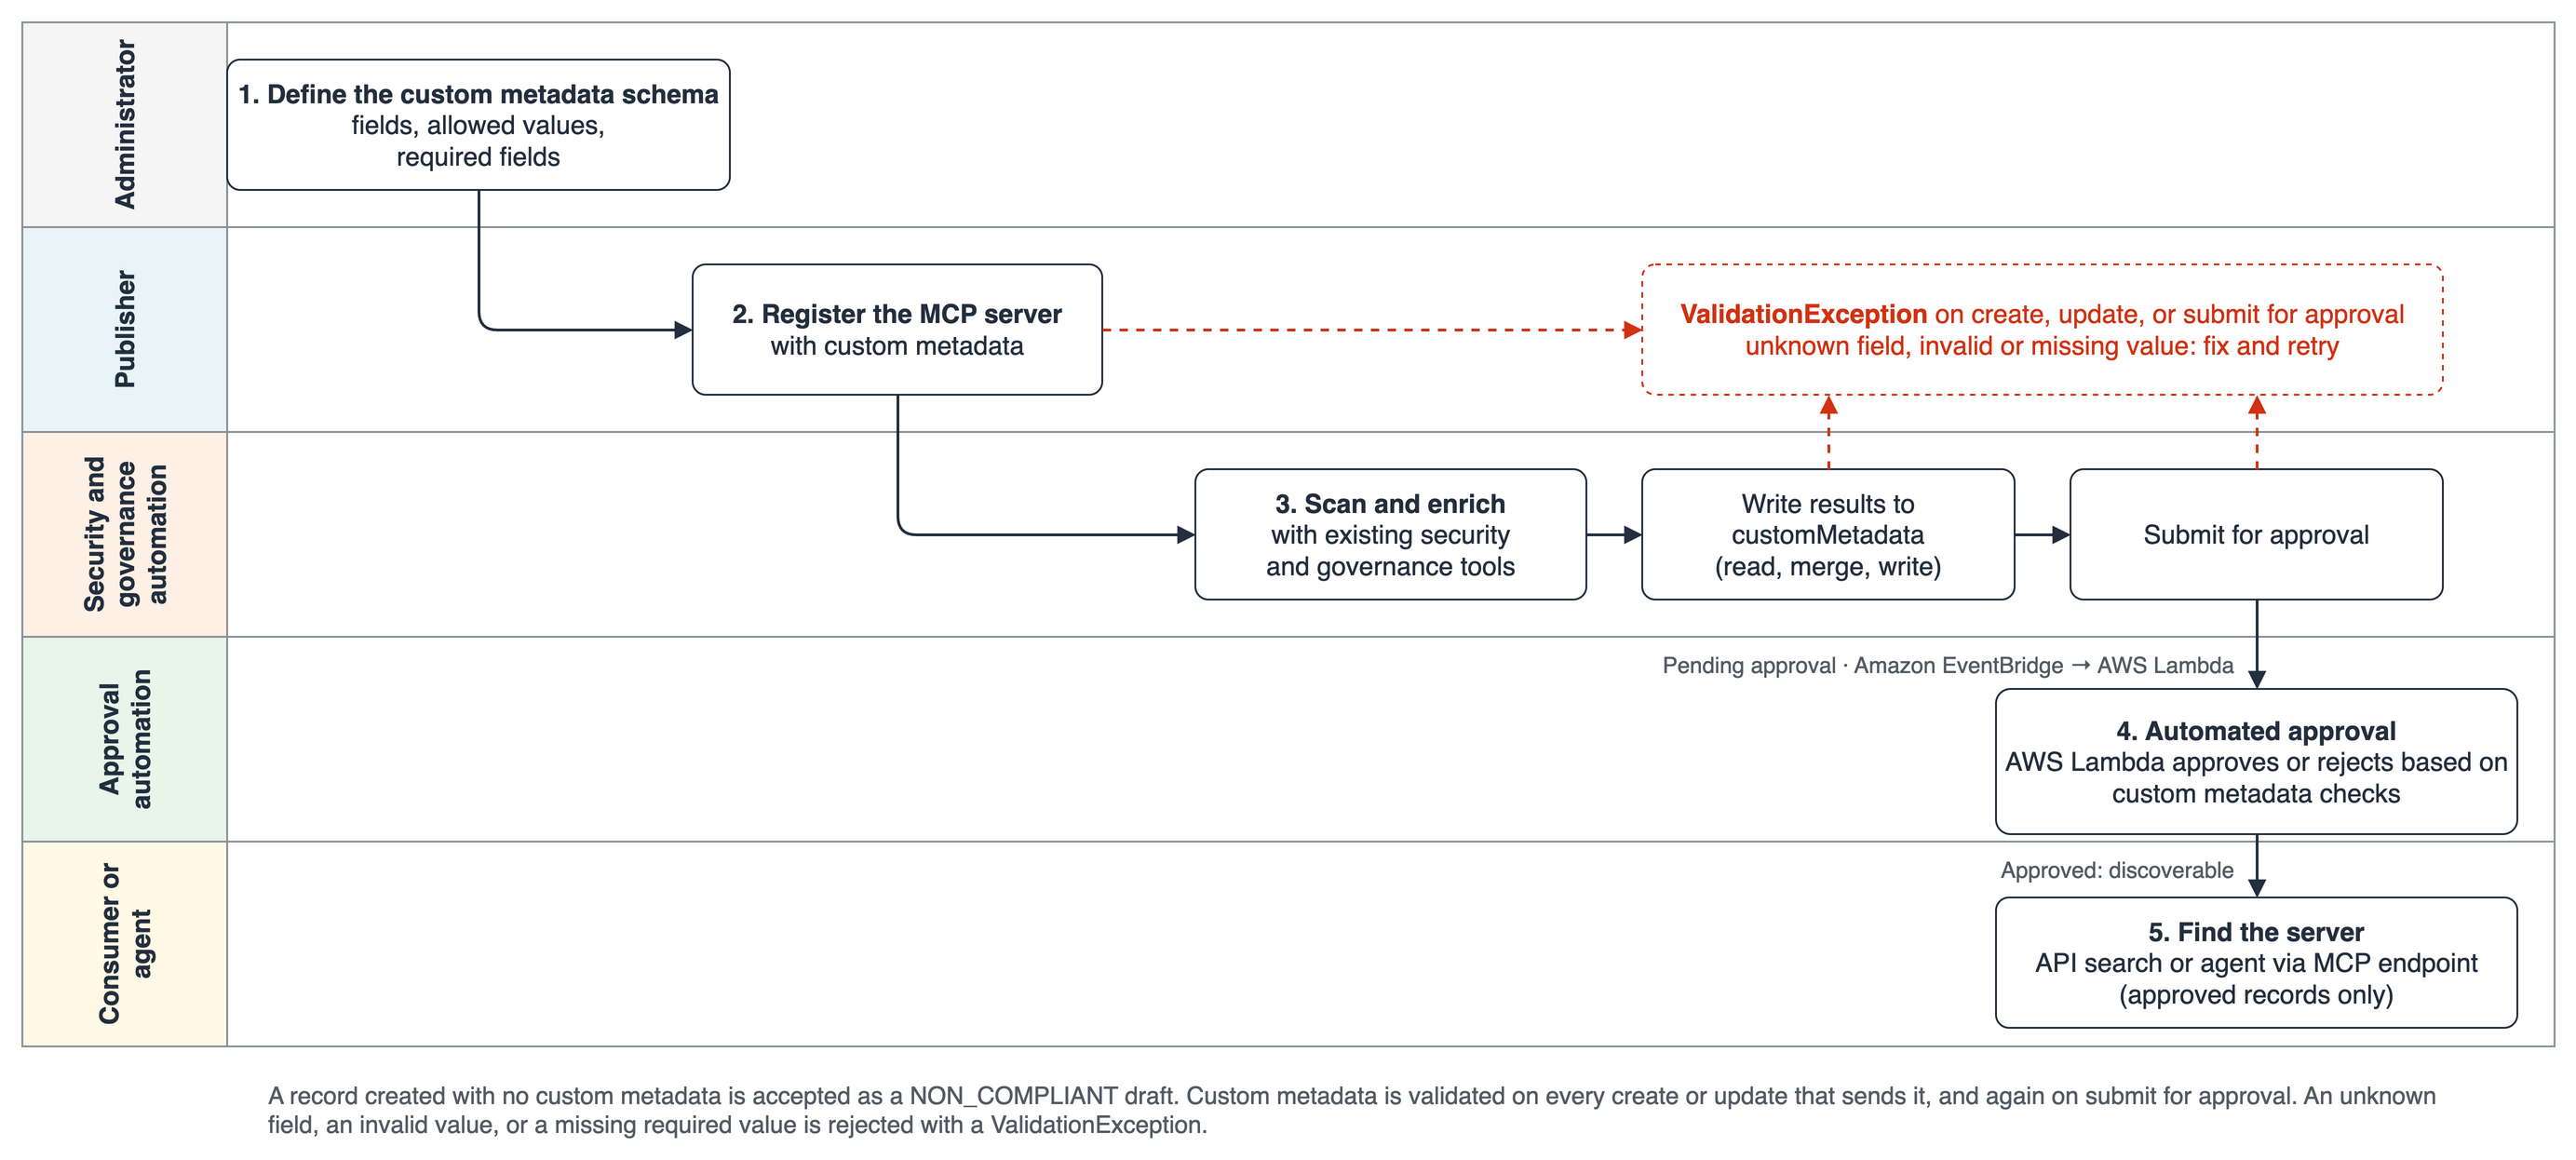 Administrator
1. Define the custom metadata schema
fields, allowed values,
required fields
Publisher
2. Register the MCP server
with custom metadata
ValidationException on create, update, or submit for approval
unknown field, invalid or missing value: fix and retry
Security and
governance
automation
3. Scan and enrich
with existing security
and governance tools
Write results to
customMetadata
(read, merge, write)
Submit for approval
Approval
automation
Pending approval · Amazon EventBridge → AWS Lambda
4. Automated approval
AWS Lambda approves or rejects based on
custom metadata checks
Consumer or
agent
Approved: discoverable
5. Find the server
API search or agent via MCP endpoint
(approved records only)
A record created with no custom metadata is accepted as a NON_COMPLIANT draft. Custom metadata is validated on every create or update that sends it, and again on submit for approval. An unknown
field, an invalid value, or a missing required value is rejected with a ValidationException.